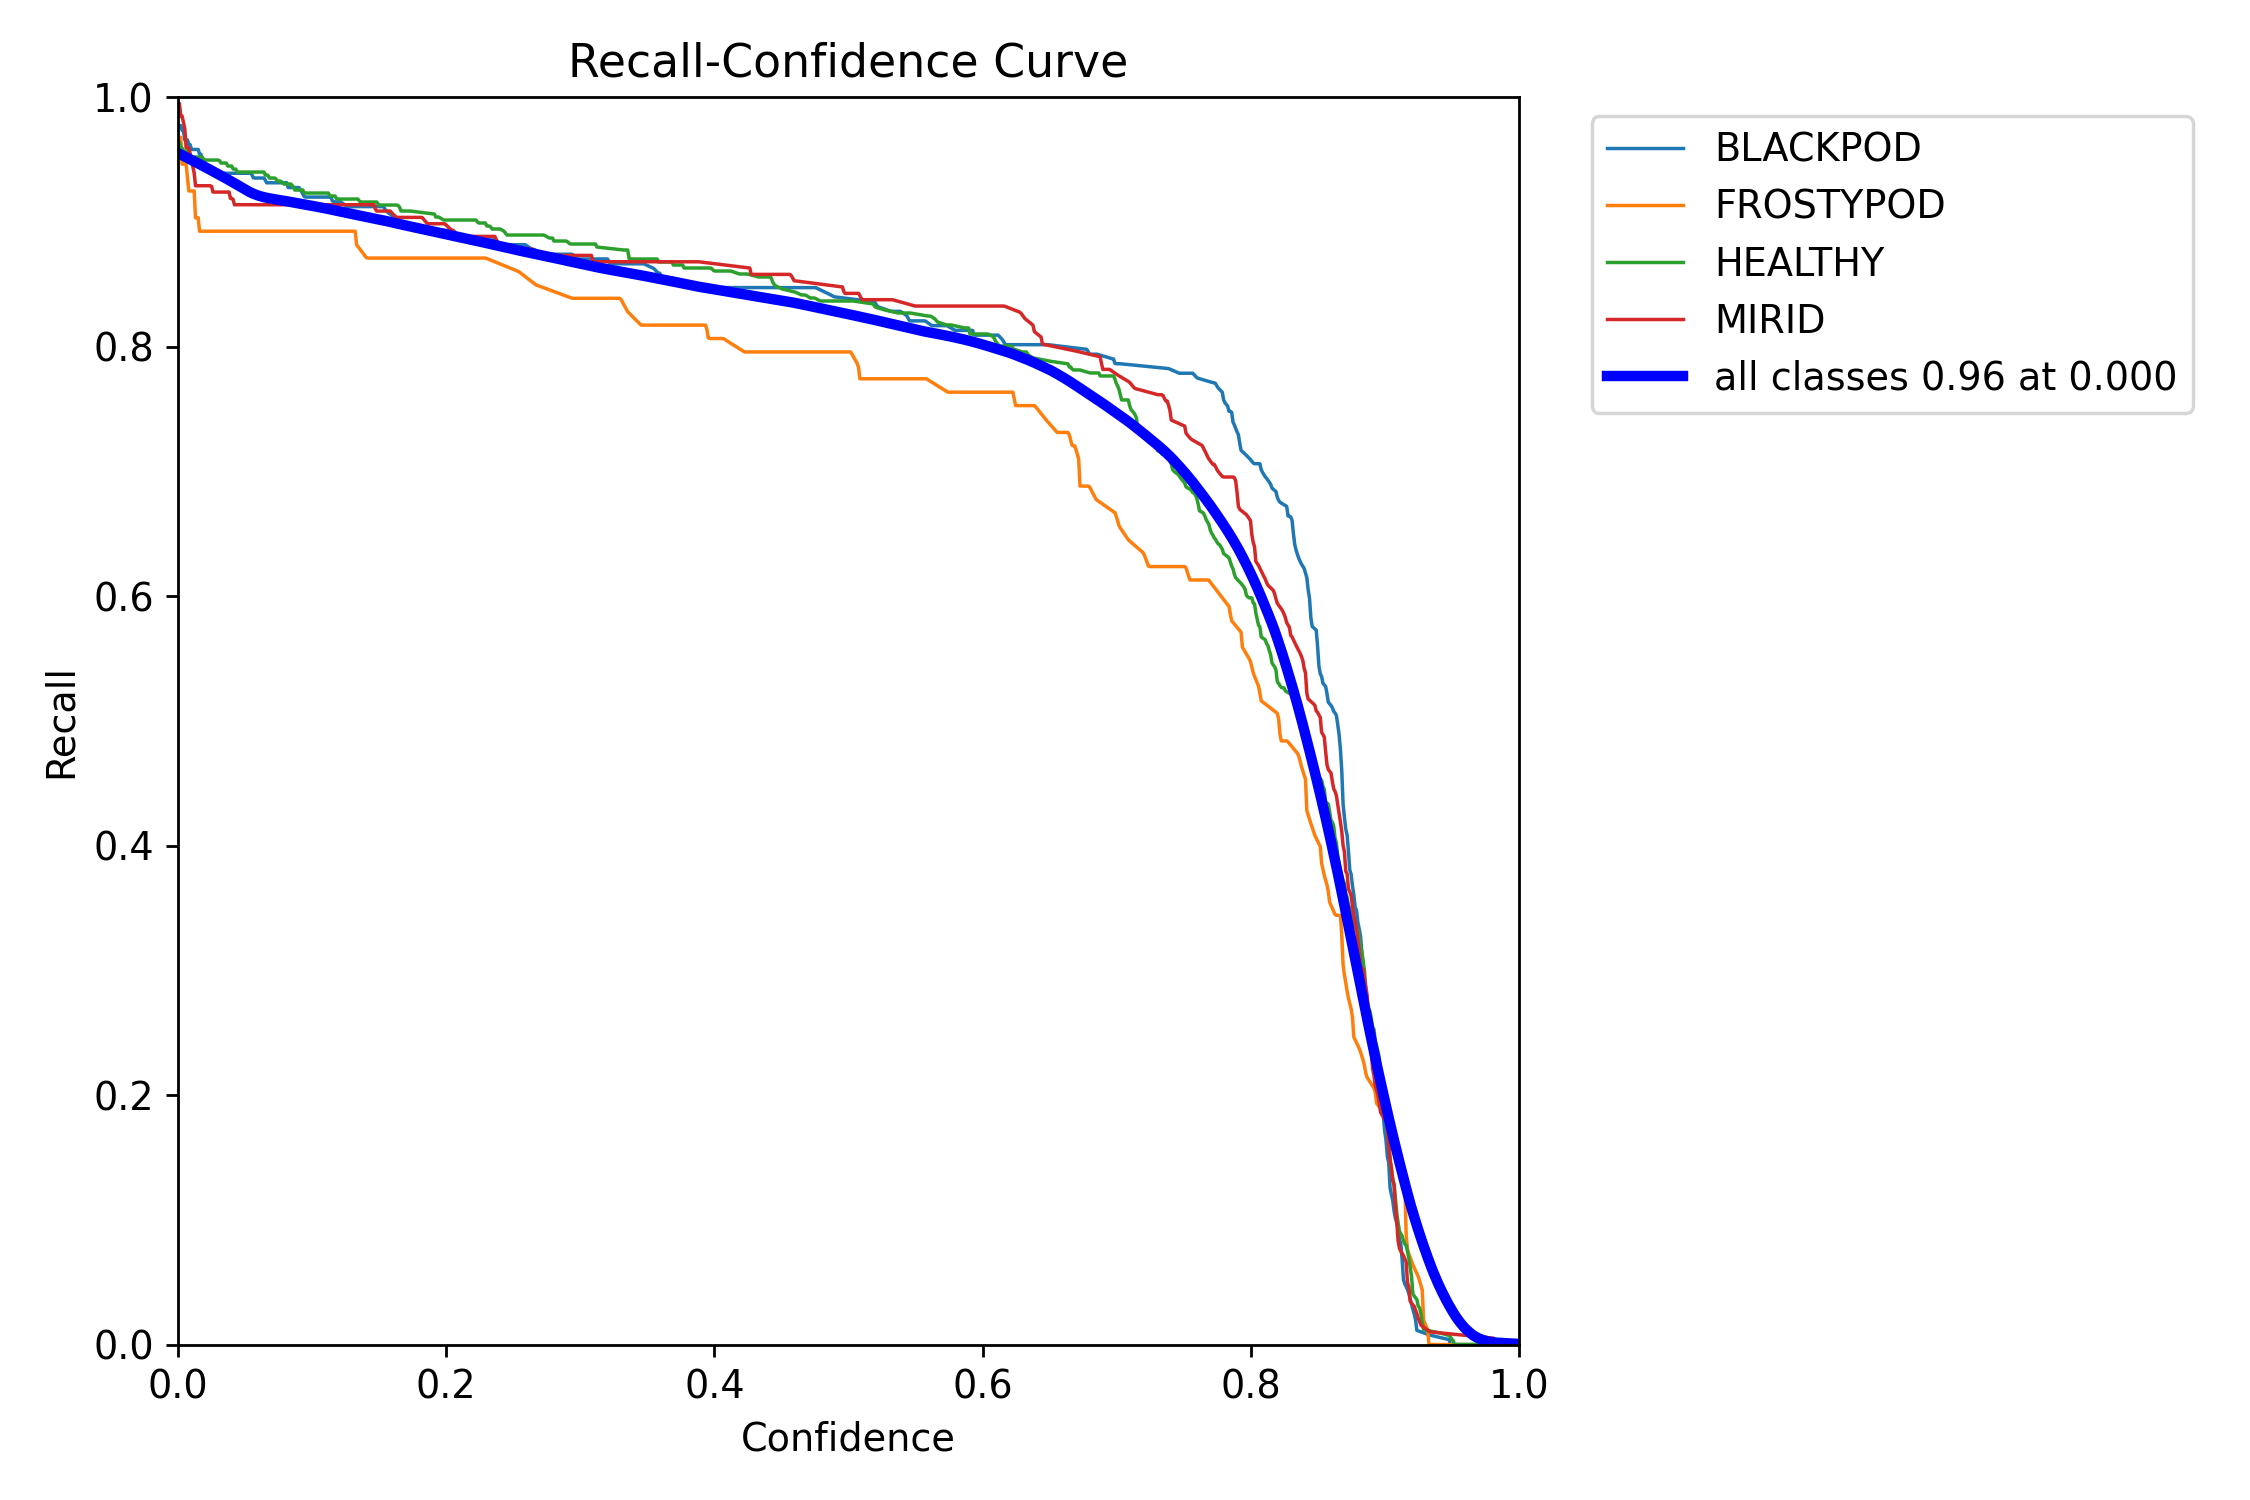 Recall-Confidence Curve
1.0
0.8
0.6
0.4
0.2
0.0
Recall
0.0 0.2 0.4 0.6 0.8 1.0
Confidence
BLACKPOD
FROSTYPOD
HEALTHY
MIRID
all classes 0.96 at 0.000